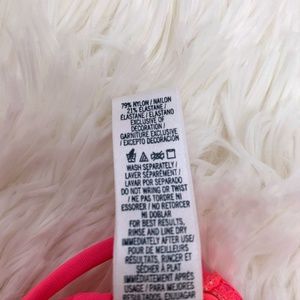 79% NYLON / NAILON
21% ELASTANE /
ÉLASTANE / ELASTANO
EXCLUSIVE OF
DECORATION /
GARNITURE EXCLUSIVE
/ EXCEPTO DECORACIÓN
WASH SEPARATELY /
LAVER SÉPARÉMENT /
LAVAR POR SEPARADO
DO NOT WRING OR TWIST
/ NE PAS TORDRE NI
ESSORER / NO RETORCER
NI DOBLAR
FOR BEST RESULTS,
RINSE AND LINE DRY
IMMEDIATELY AFTER USE/
POUR DE MEILLEURS
RÉSULTATS, RINCER ET
SÉCHER À PLAT
IMMÉDIATEMENT APRÈS
USAGE / PARA MEJORES
RESULTADOS, ENJUAGAR